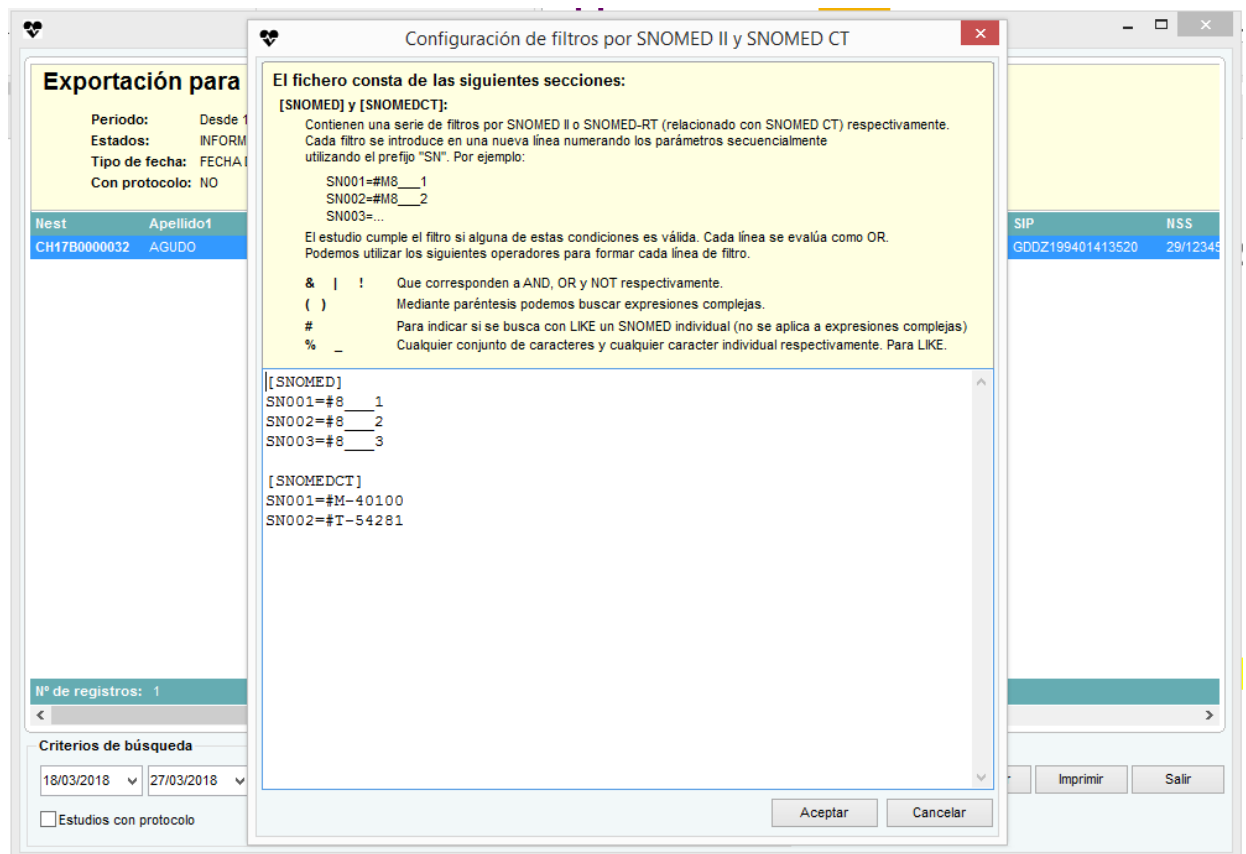 Configuración de filtros por SNOMED II y SNOMED CT
Exportación para
Periodo: Desde 1
Estados: INFORM
Tipo de fecha: FECHA
Con protocolo: NO
El fichero consta de las siguientes secciones:
[SNOMED] y [SNOMEDCT]:
Contienen una serie de filtros por SNOMED II o SNOMED-RT (relacionado con SNOMED CT) respectivamente.
Cada filtro se introduce en una nueva línea numerando los parámetros secuencialmente
utilizando el prefijo "SN". Por ejemplo:
SN001=#M8___1
SN002=#M8___2
SN003=...
El estudio cumple el filtro si alguna de estas condiciones es válida. Cada línea se evalúa como OR.
Podemos utilizar los siguientes operadores para formar cada línea de filtro.
& | ! Que corresponden a AND, OR y NOT respectivamente.
( ) Mediante paréntesis podemos buscar expresiones complejas.
# Para indicar si se busca con LIKE un SNOMED individual (no se aplica a expresiones complejas)
% _ Cualquier conjunto de caracteres y cualquier caracter individual respectivamente. Para LIKE.
Nest Apellido1 SIP NSS
CH17B0000032 AGUDO GDDZ199401413520 29/12345
[SNOMED]
SN001=#8___1
SN002=#8___2
SN003=#8___3
[SNOMEDCT]
SN001=#M-40100
SN002=#T-54281
Nº de registros: 1
Criterios de búsqueda
18/03/2018 27/03/2018 Imprimir Salir
Estudios con protocolo
Aceptar Cancelar